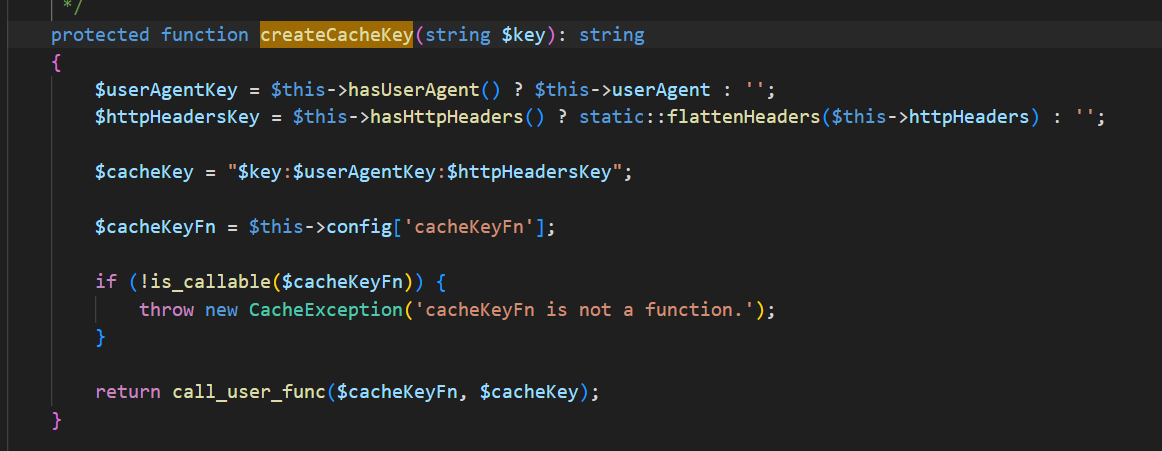 */
protected function createCacheKey(string $key): string
{
$userAgentKey = $this->hasUserAgent() ? $this->userAgent : '';
$httpHeadersKey = $this->hasHttpHeaders() ? static::flattenHeaders($this->httpHeaders) : '';
$cacheKey = "$key:$userAgentKey:$httpHeadersKey";
$cacheKeyFn = $this->config['cacheKeyFn'];
if (!is_callable($cacheKeyFn)) {
throw new CacheException('cacheKeyFn is not a function.');
}
return call_user_func($cacheKeyFn, $cacheKey);
}